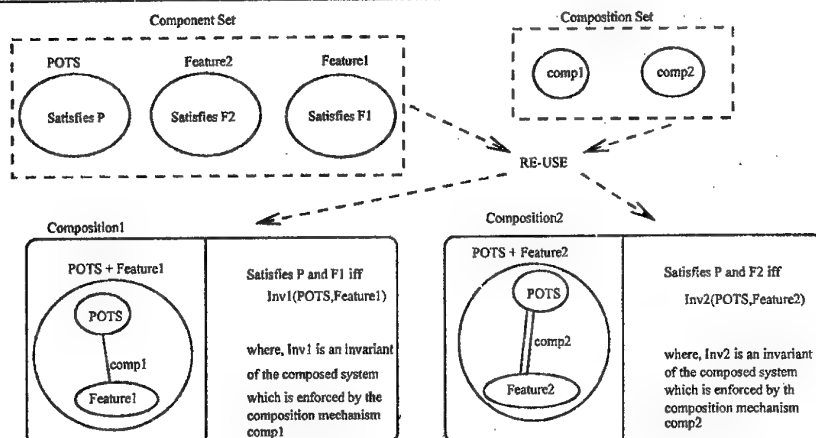 Component Set
Composition Set
POTS
Feature2
Feature1
Satisfies P
Satisfies F2
Satisfies F1
comp1
comp2
RE-USE
Composition1
POTS + Feature1
POTS
comp1
Feature1
Satisfies P and F1 iff
Inv1(POTS,Feature1)
where, Inv1 is an invariant
of the composed system
which is enforced by the
composition mechanism
comp1
Composition2
POTS + Feature2
POTS
comp2
Feature2
Satisfies P and F2 iff
Inv2(POTS,Feature2)
where, Inv2 is an invariant
of the composed system
which is enforced by th
composition mechanism
comp2